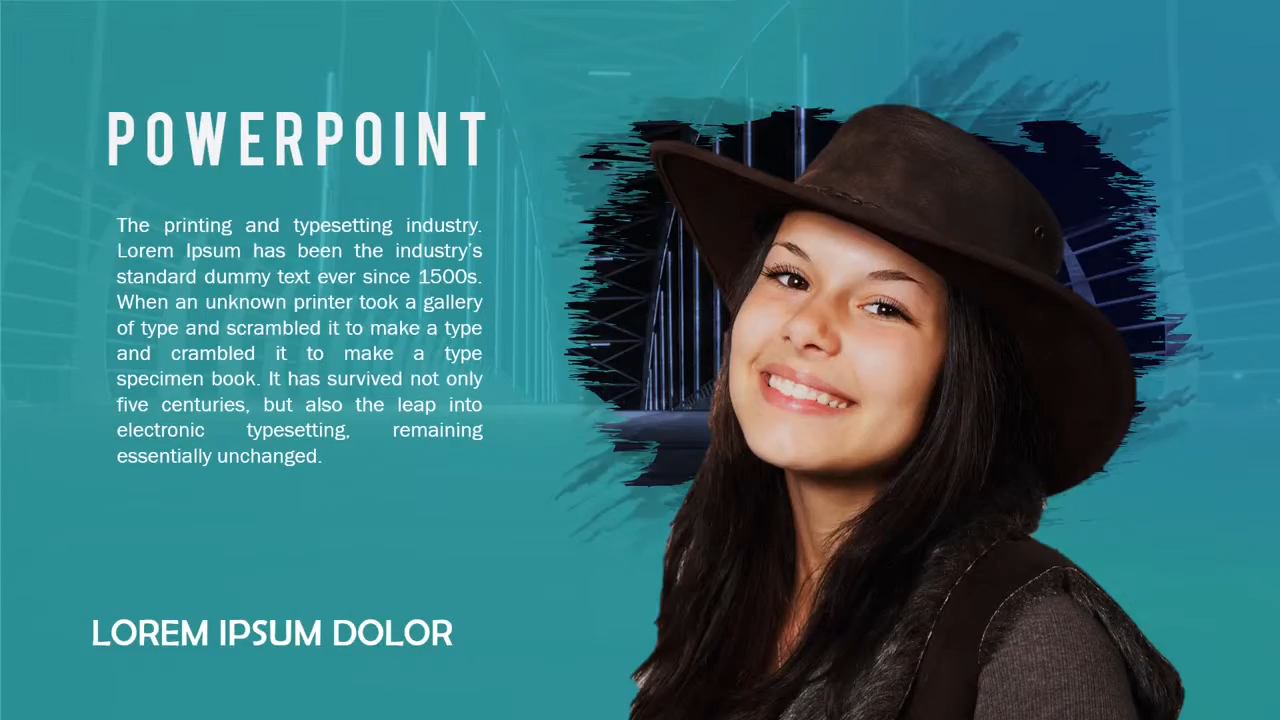 POWERPOINT
The printing and typesetting industry.
Lorem Ipsum has been the industry’s
standard dummy text ever since 1500s.
When an unknown printer took a gallery
of type and scrambled it to make a type
and crambled it to make a type
specimen book. It has survived not only
five centuries, but also the leap into
electronic typesetting, remaining
essentially unchanged.
LOREM IPSUM DOLOR